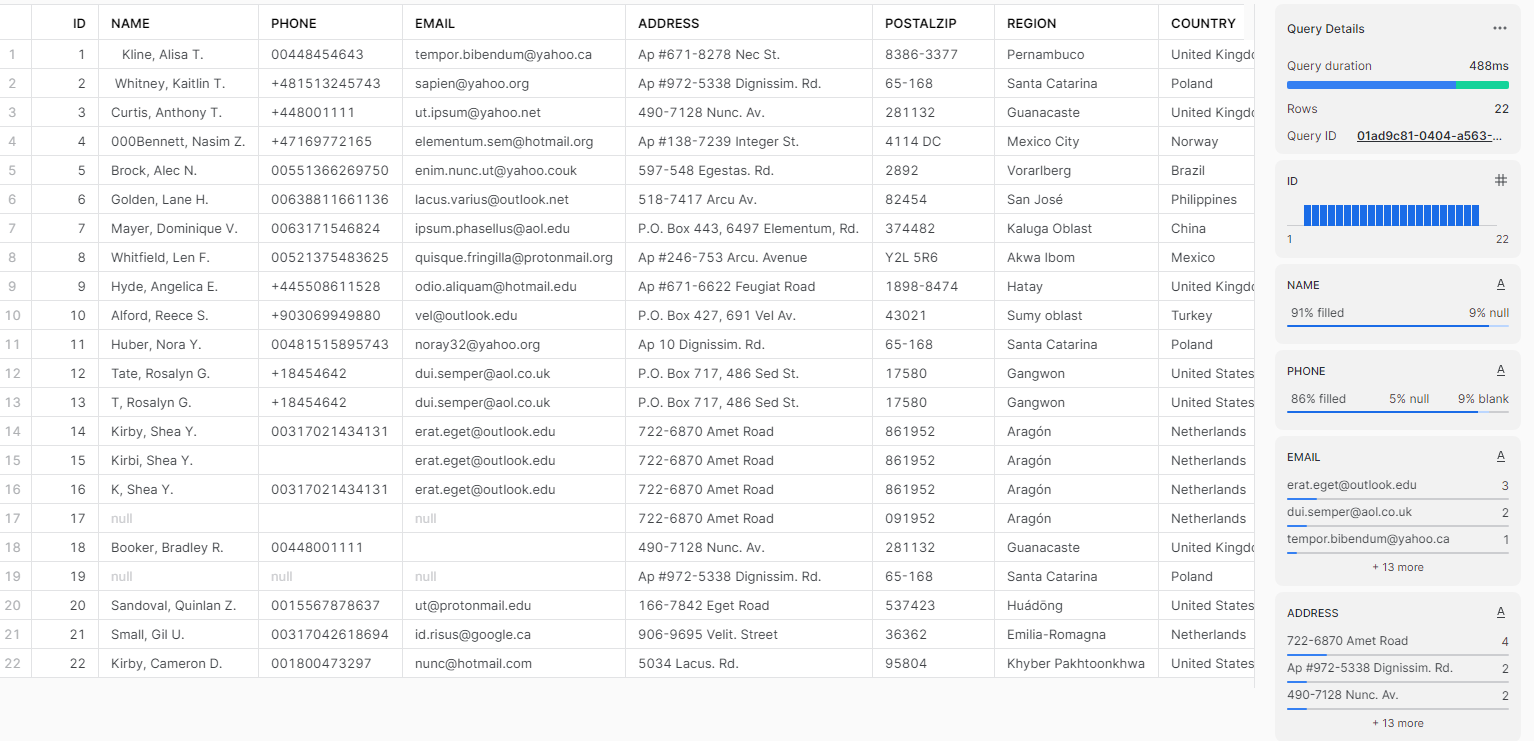 ID NAME PHONE EMAIL ADDRESS POSTALZIP REGION COUNTRY
1 1 Kline, Alisa T. 00448454643 tempor.bibendum@yahoo.ca Ap #671-8278 Nec St. 8386-3377 Pernambuco United Kingdo
2 2 Whitney, Kaitlin T. +481513245743 sapien@yahoo.org Ap #972-5338 Dignissim. Rd. 65-168 Santa Catarina Poland
3 3 Curtis, Anthony T. +448001111 ut.ipsum@yahoo.net 490-7128 Nunc. Av. 281132 Guanacaste United Kingdo
4 4 000Bennett, Nasim Z. +47169772165 elementum.sem@hotmail.org Ap #138-7239 Integer St. 4114 DC Mexico City Norway
5 5 Brock, Alec N. 00551366269750 enim.nunc.ut@yahoo.couk 597-548 Egestas. Rd. 2892 Vorarlberg Brazil
6 6 Golden, Lane H. 00638811661136 lacus.varius@outlook.net 518-7417 Arcu Av. 82454 San José Philippines
7 7 Mayer, Dominique V. 0063171546824 ipsum.phasellus@aol.edu P.O. Box 443, 6497 Elementum, Rd. 374482 Kaluga Oblast China
8 8 Whitfield, Len F. 00521375483625 quisque.fringilla@protonmail.org Ap #246-753 Arcu. Avenue Y2L 5R6 Akwa Ibom Mexico
9 9 Hyde, Angelica E. +445508611528 odio.aliquam@hotmail.edu Ap #671-6622 Feugiat Road 1898-8474 Hatay United Kingdo
10 10 Alford, Reece S. +903069949880 vel@outlook.edu P.O. Box 427, 691 Vel Av. 43021 Sumy oblast Turkey
11 11 Huber, Nora Y. 00481515895743 noray32@yahoo.org Ap 10 Dignissim. Rd. 65-168 Santa Catarina Poland
12 12 Tate, Rosalyn G. +18454642 dui.semper@aol.co.uk P.O. Box 717, 486 Sed St. 17580 Gangwon United States
13 13 T, Rosalyn G. +18454642 dui.semper@aol.co.uk P.O. Box 717, 486 Sed St. 17580 Gangwon United States
14 14 Kirby, Shea Y. 00317021434131 erat.eget@outlook.edu 722-6870 Amet Road 861952 Aragón Netherlands
15 15 Kirbi, Shea Y. erat.eget@outlook.edu 722-6870 Amet Road 861952 Aragón Netherlands
16 16 K, Shea Y. 00317021434131 erat.eget@outlook.edu 722-6870 Amet Road 861952 Aragón Netherlands
17 17 null null 722-6870 Amet Road 091952 Aragón Netherlands
18 18 Booker, Bradley R. 00448001111 490-7128 Nunc. Av. 281132 Guanacaste United Kingdo
19 19 null null null Ap #972-5338 Dignissim. Rd. 65-168 Santa Catarina Poland
20 20 Sandoval, Quinlan Z. 0015567878637 ut@protonmail.edu 166-7842 Eget Road 537423 Huádōng United States
21 21 Small, Gil U. 00317042618694 id.risus@google.ca 906-9695 Velit. Street 36362 Emilia-Romagna Netherlands
22 22 Kirby, Cameron D. 001800473297 nunc@hotmail.com 5034 Lacus. Rd. 95804 Khyber Pakhtoonkhwa United States
Query Details ...
Query duration 488ms
Rows 22
Query ID 01ad9c81-0404-a563-...
ID #
1 22
NAME A
91% filled 9% null
PHONE A
86% filled 5% null 9% blank
EMAIL A
erat.eget@outlook.edu 3
dui.semper@aol.co.uk 2
tempor.bibendum@yahoo.ca 1
+ 13 more
ADDRESS A
722-6870 Amet Road 4
Ap #972-5338 Dignissim. Rd. 2
490-7128 Nunc. Av. 2
+ 13 more